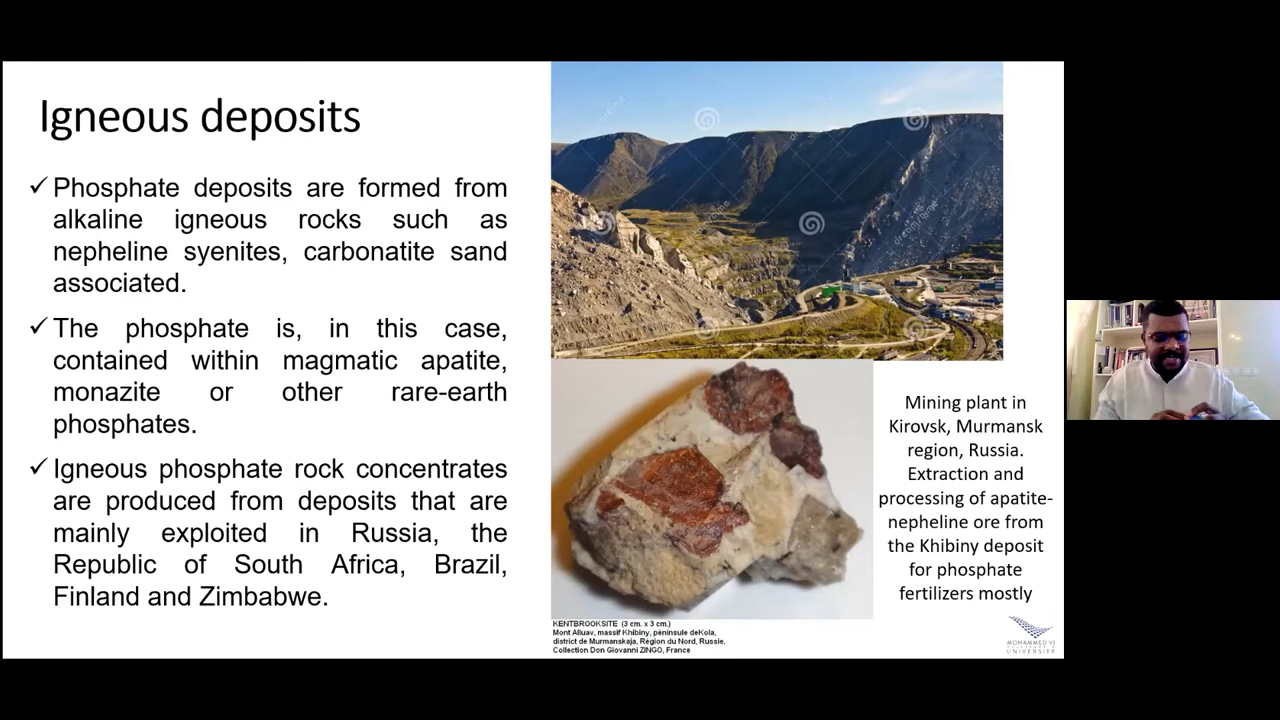 Igneous deposits
✓ Phosphate deposits are formed from
alkaline igneous rocks such as
nepheline syenites, carbonatite sand
associated.
✓ The phosphate is, in this case,
contained within magmatic apatite,
monazite or other rare-earth
phosphates.
✓ Igneous phosphate rock concentrates
are produced from deposits that are
mainly exploited in Russia, the
Republic of South Africa, Brazil,
Finland and Zimbabwe.
dreamstime
Mining plant in
Kirovsk, Murmansk
region, Russia.
Extraction and
processing of apatite-
nepheline ore from
the Khibiny deposit
for phosphate
fertilizers mostly
KENTBROOKSITE (3 cm. x 3 cm.)
Mont Alluav, massif Khibiny, péninsule deKola,
district de Murmanskaja, Région du Nord, Russie.
Collection Don Giovanni ZINGO, France
MOHAMMED VI
UNIVERSITY